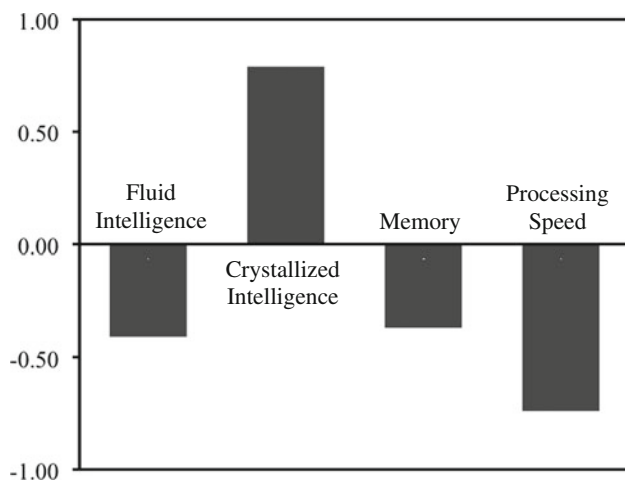 1.00
0.50
Fluid
Intelligence
Processing
Speed
Memory
0.00
Crystallized
Intelligence
-0.50
-1.00